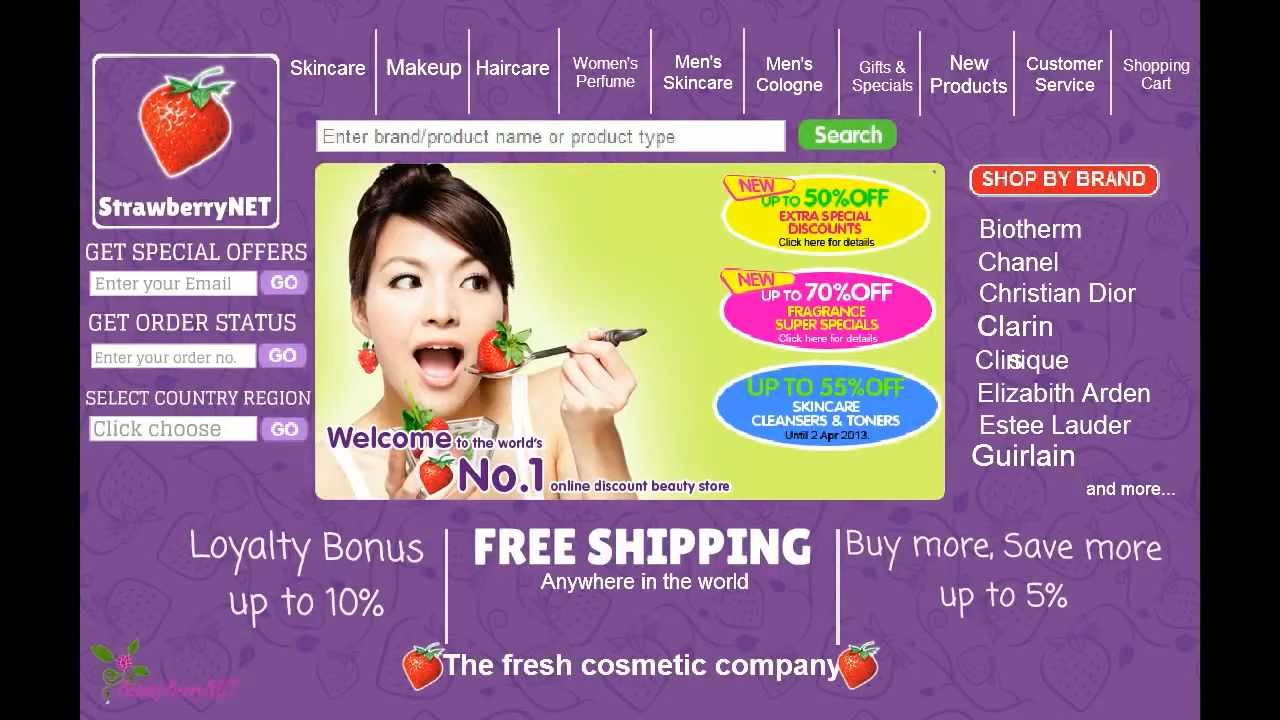 Skincare
Makeup
Haircare
Women's
Perfume
Men's
Skincare
Men's
Cologne
Gifts &
Specials
New
Products
Customer
Service
Shopping
Cart
StrawberryNET
Enter brand/product name or product type
Search
GET SPECIAL OFFERS
Enter your Email
GO
GET ORDER STATUS
Enter your order no.
GO
SELECT COUNTRY REGION
Click choose
GO
NEW
UP TO 50%OFF
EXTRA SPECIAL
DISCOUNTS
Click here for details
NEW
UP TO 70%OFF
FRAGRANCE
SUPER SPECIALS
Click here for details
UP TO 55%OFF
SKINCARE
CLEANSERS & TONERS
Until 2 Apr 2013.
Welcome to the world's
No.1 online discount beauty store
SHOP BY BRAND
Biotherm
Chanel
Christian Dior
Clarin
Elizabith Arden
Estee Lauder
Guirlain
and more...
Loyalty Bonus
up to 10%
FREE SHIPPING
Anywhere in the world
Buy more, Save more
up to 5%
The fresh cosmetic company